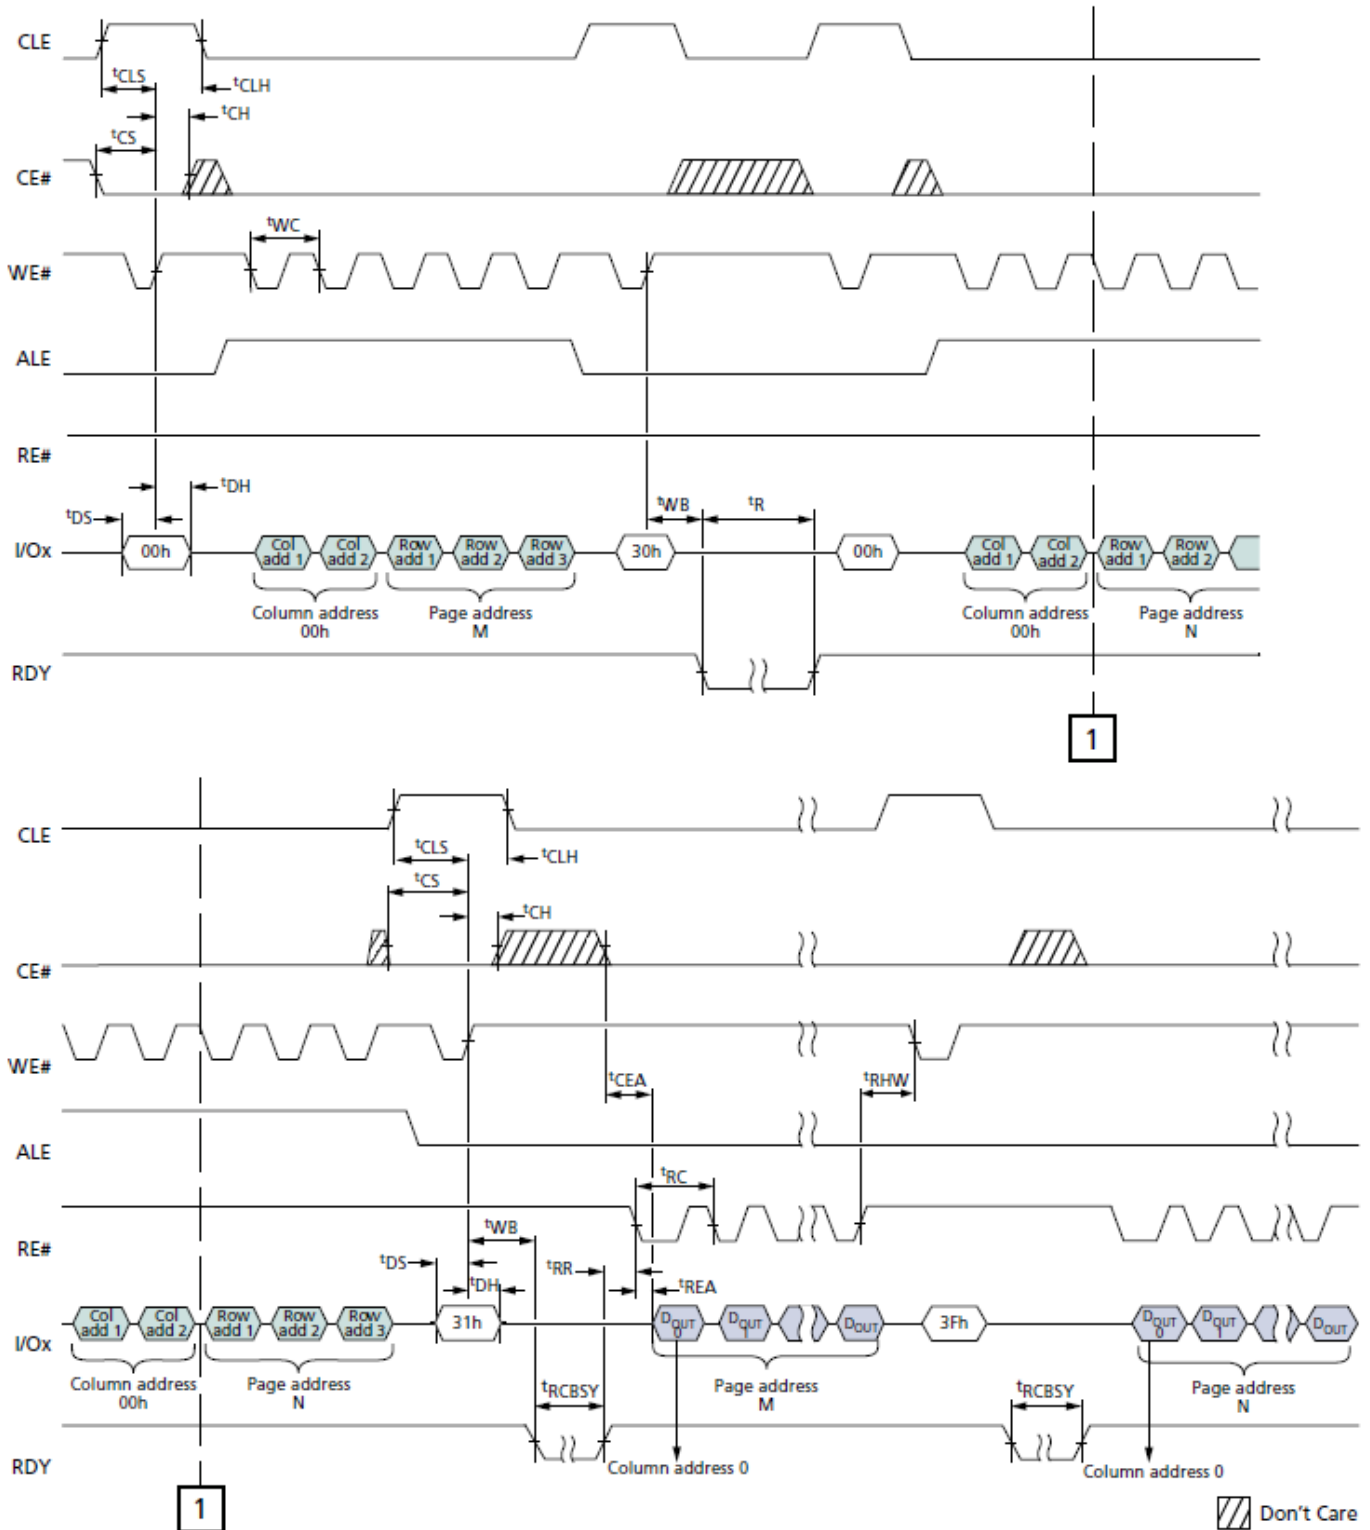 CLE
tCLS
tCLH
tCH
tCS
CE#
tWC
WE#
ALE
RE#
tDH
tDS
tWB
tR
I/Ox
00h
Col add 1
Col add 2
Row add 1
Row add 2
Row add 3
30h
00h
Col add 1
Col add 2
Row add 1
Row add 2
Column address 00h
Page address M
Column address 00h
Page address N
RDY
1
CLE
tCLS
tCLH
tCS
tCH
CE#
WE#
tCEA
tRHW
ALE
tRC
RE#
tWB
tDS
tDH
tRR
tREA
I/Ox
Col add 1
Col add 2
Row add 1
Row add 2
Row add 3
31h
DOUT 0
DOUT 1
DOUT
3Fh
DOUT 0
DOUT 1
DOUT
Column address 00h
Page address N
tRCBSY
Page address M
tRCBSY
Page address N
RDY
Column address 0
Column address 0
1
Don't Care